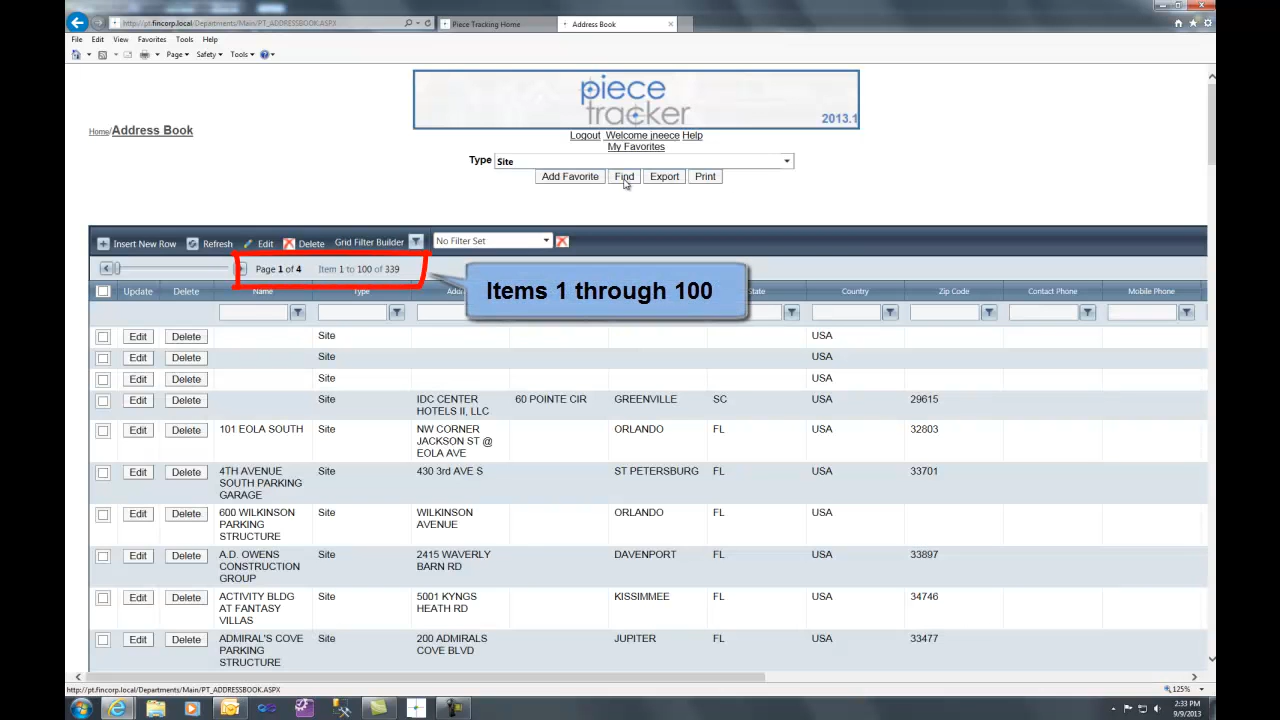 http://pt.fincorp.local/Departments/Main/PT_ADDRESSBOOK.ASPX
Piece Tracking Home
Address Book
File Edit View Favorites Tools Help
Page Safety Tools
piece
tracker
2013.1
Home/Address Book
Logout Welcome jneece Help
My Favorites
Type Site
Add Favorite Find Export Print
Insert New Row Refresh Edit Delete Grid Filter Builder No Filter Set
Page 1 of 4 Item 1 to 100 of 339
Items 1 through 100
Update Delete Name Type State Country Zip Code Contact Phone Mobile Phone
Edit Delete Site USA
Edit Delete Site USA
Edit Delete Site USA
Edit Delete Site IDC CENTER 60 POINTE CIR GREENVILLE SC USA 29615
HOTELS II, LLC
Edit Delete 101 EOLA SOUTH Site NW CORNER ORLANDO FL USA 32803
JACKSON ST @
EOLA AVE
Edit Delete 4TH AVENUE Site 430 3rd AVE S ST PETERSBURG FL USA 33701
SOUTH PARKING
GARAGE
Edit Delete 600 WILKINSON Site WILKINSON ORLANDO FL USA
PARKING AVENUE
STRUCTURE
Edit Delete A.D. OWENS Site 2415 WAVERLY DAVENPORT FL USA 33897
CONSTRUCTION BARN RD
GROUP
Edit Delete ACTIVITY BLDG Site 5001 KYNGS KISSIMMEE FL USA 34746
AT FANTASY HEATH RD
VILLAS
Edit Delete ADMIRAL'S COVE Site 200 ADMIRALS JUPITER FL USA 33477
PARKING COVE BLVD
STRUCTURE
http://pt.fincorp.local/Departments/Main/PT_ADDRESSBOOK.ASPX
125%
2:33 PM
9/9/2013